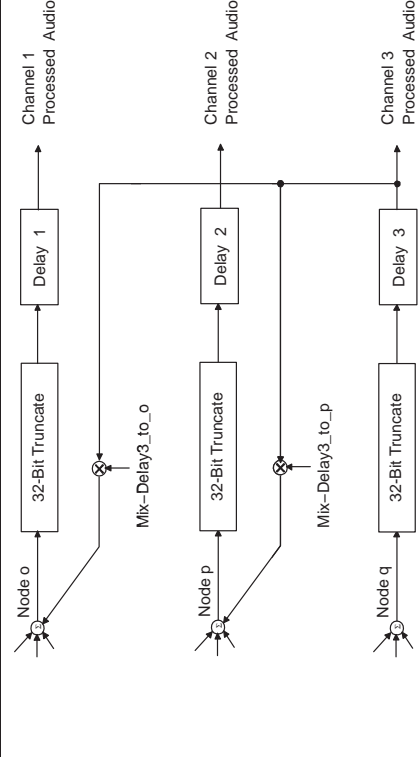 Node o
Σ
32-Bit Truncate
Delay 1
Channel 1
Processed Audio
Mix−Delay3_to_o
Node p
Σ
32-Bit Truncate
Delay 2
Channel 2
Processed Audio
Mix−Delay3_to_p
Node q
Σ
32-Bit Truncate
Delay 3
Channel 3
Processed Audio